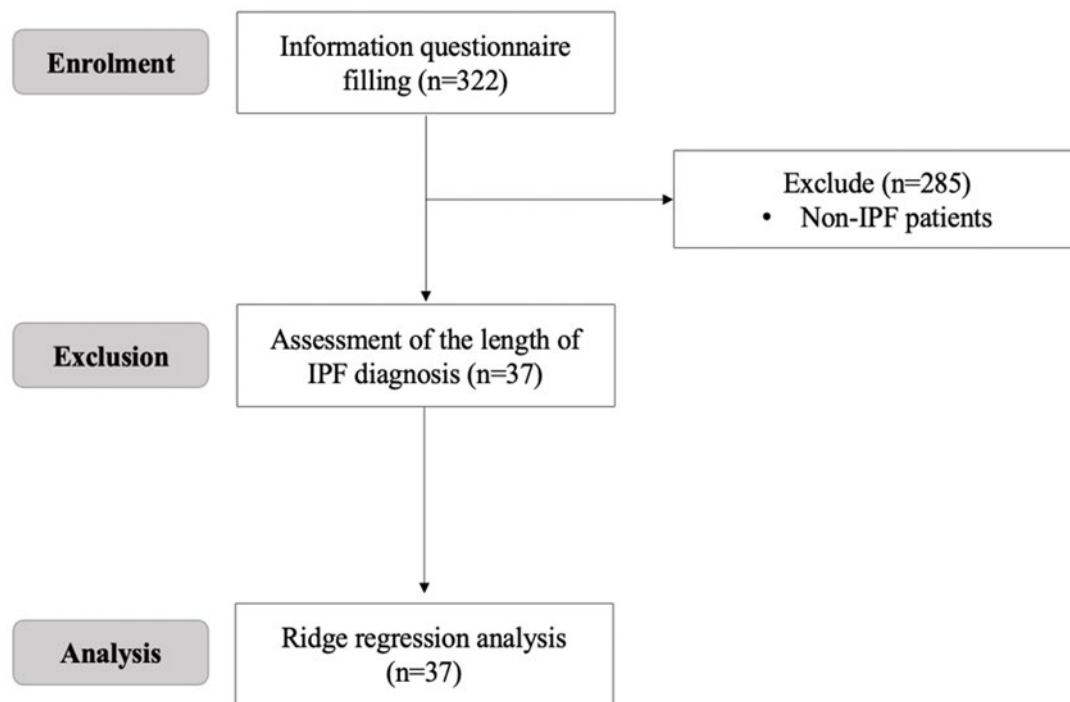 Enrolment
Information questionnaire
filling (n=322)
Exclude (n=285)
• Non-IPF patients
Exclusion
Assessment of the length of
IPF diagnosis (n=37)
Analysis
Ridge regression analysis
(n=37)